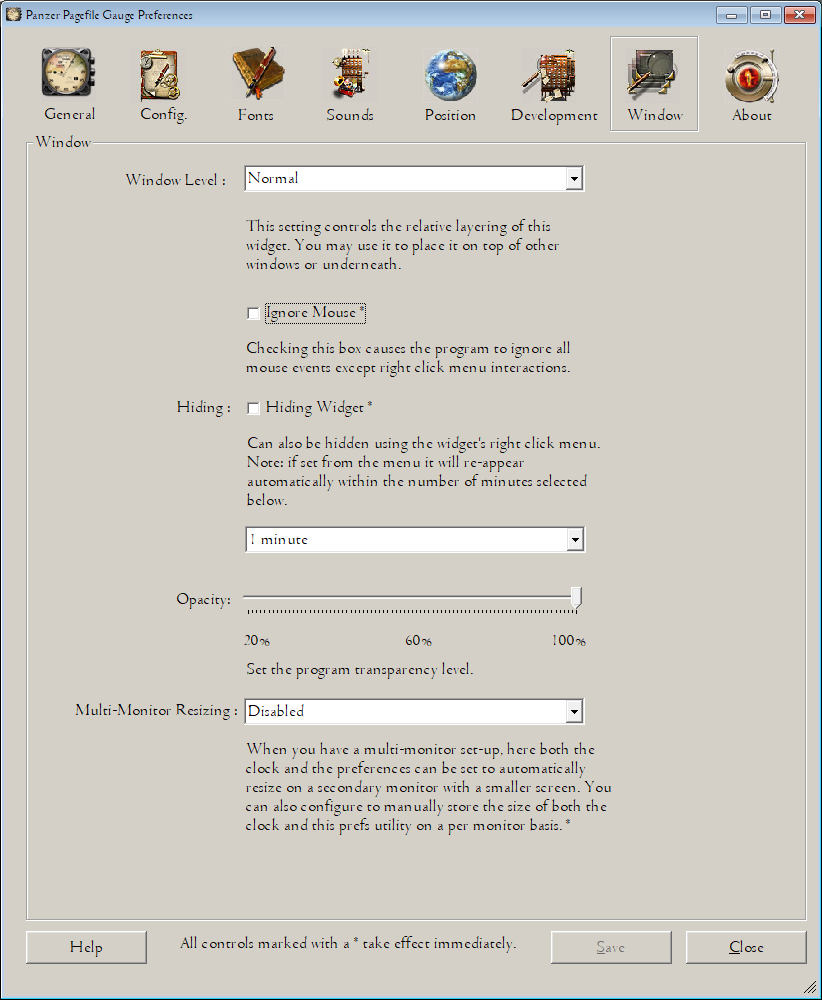 Panzer Pagefile Gauge Preferences
General Config. Fonts Sounds Position Development Window About
Window
Window Level : Normal
This setting controls the relative layering of this
widget. You may use it to place it on top of other
windows or underneath.
Ignore Mouse *
Checking this box causes the program to ignore all
mouse events except right click menu interactions.
Hiding : Hiding Widget *
Can also be hidden using the widget's right click menu.
Note: if set from the menu it will re-appear
automatically within the number of minutes selected
below.
1 minute
Opacity:
20% 60% 100%
Set the program transparency level.
Multi-Monitor Resizing : Disabled
When you have a multi-monitor set-up, here both the
clock and the preferences can be set to automatically
resize on a secondary monitor with a smaller screen. You
can also configure to manually store the size of both the
clock and this prefs utility on a per monitor basis. *
Help All controls marked with a * take effect immediately. Save Close